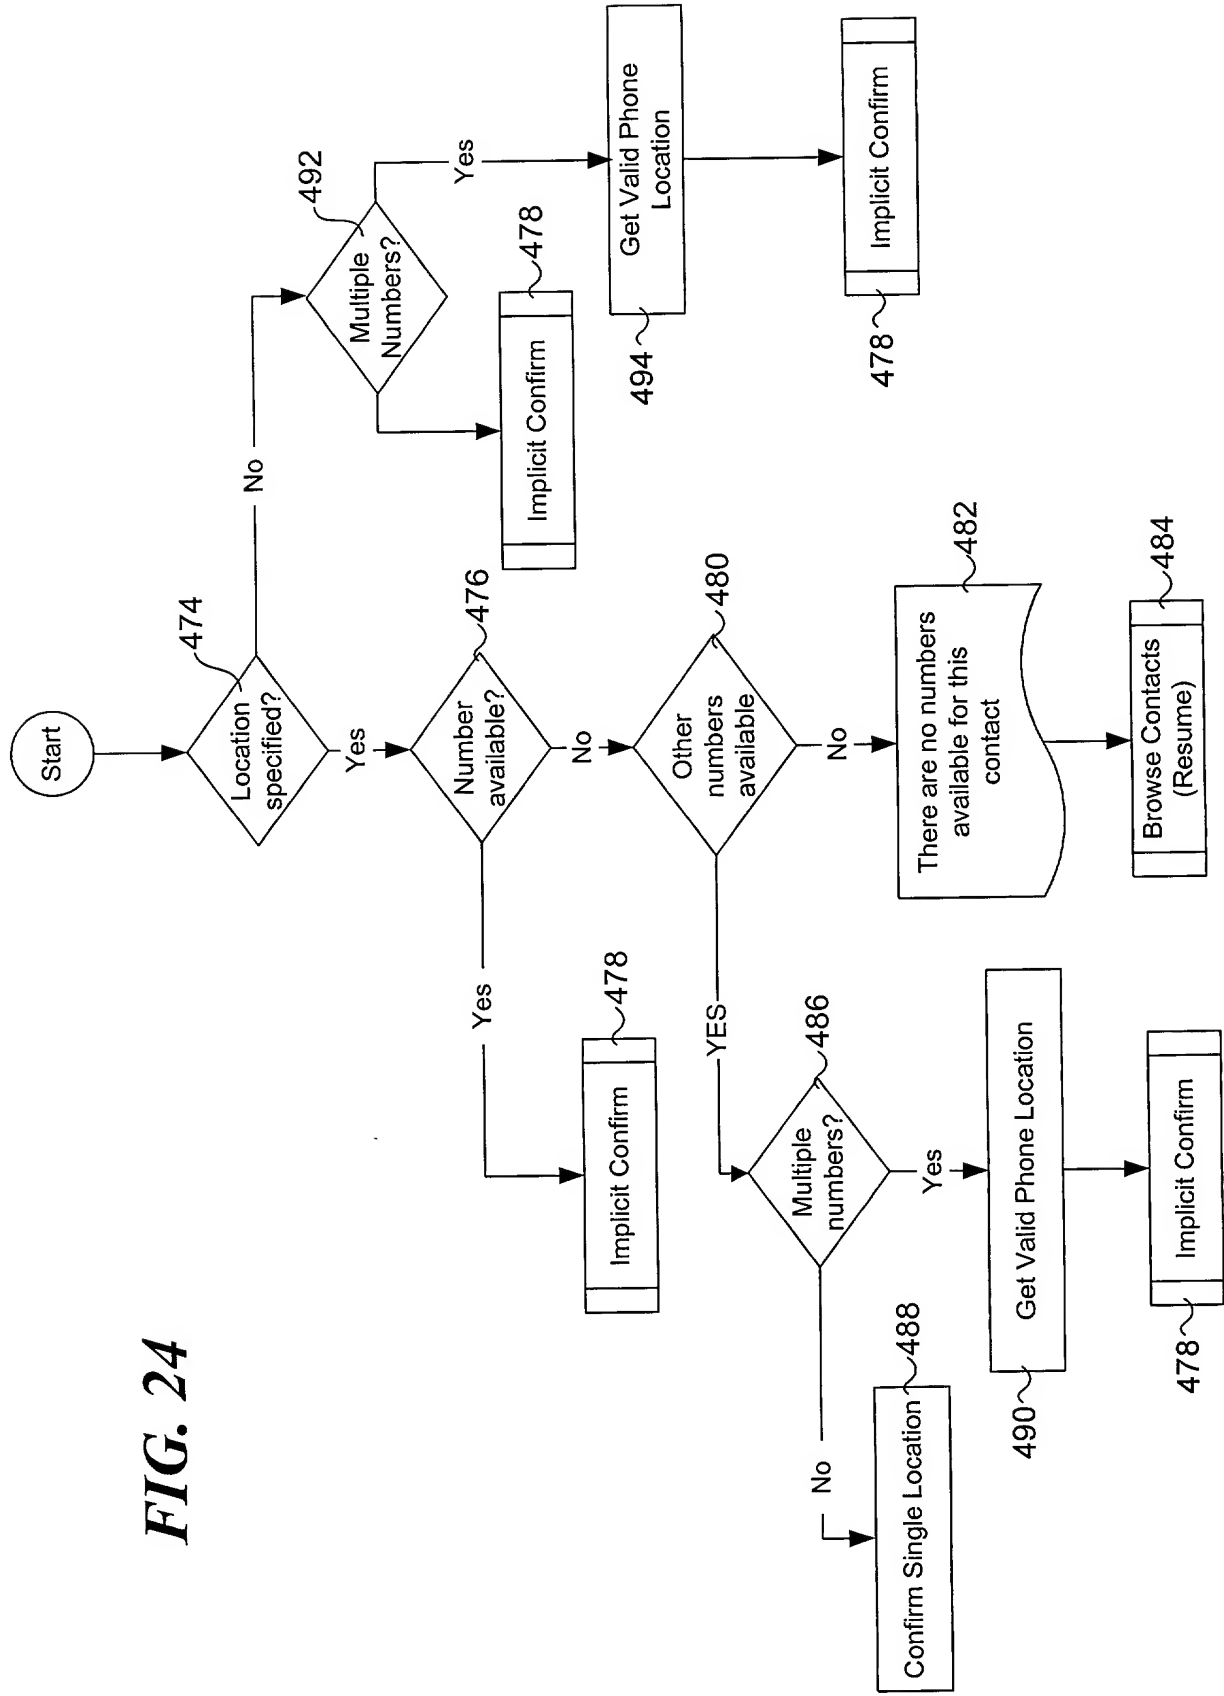 FIG. 24
Start
474
Location
specified?
No
492
Multiple
Numbers?
Yes
478
Implicit Confirm
494
Get Valid Phone
Location
478
Implicit Confirm
Yes
476
Number
available?
Yes
478
Implicit Confirm
No
480
Other
numbers
available
No
482
There are no numbers
available for this
contact
484
Browse Contacts
(Resume)
YES
486
Multiple
numbers?
No
488
Confirm Single Location
Yes
490
Get Valid Phone Location
478
Implicit Confirm